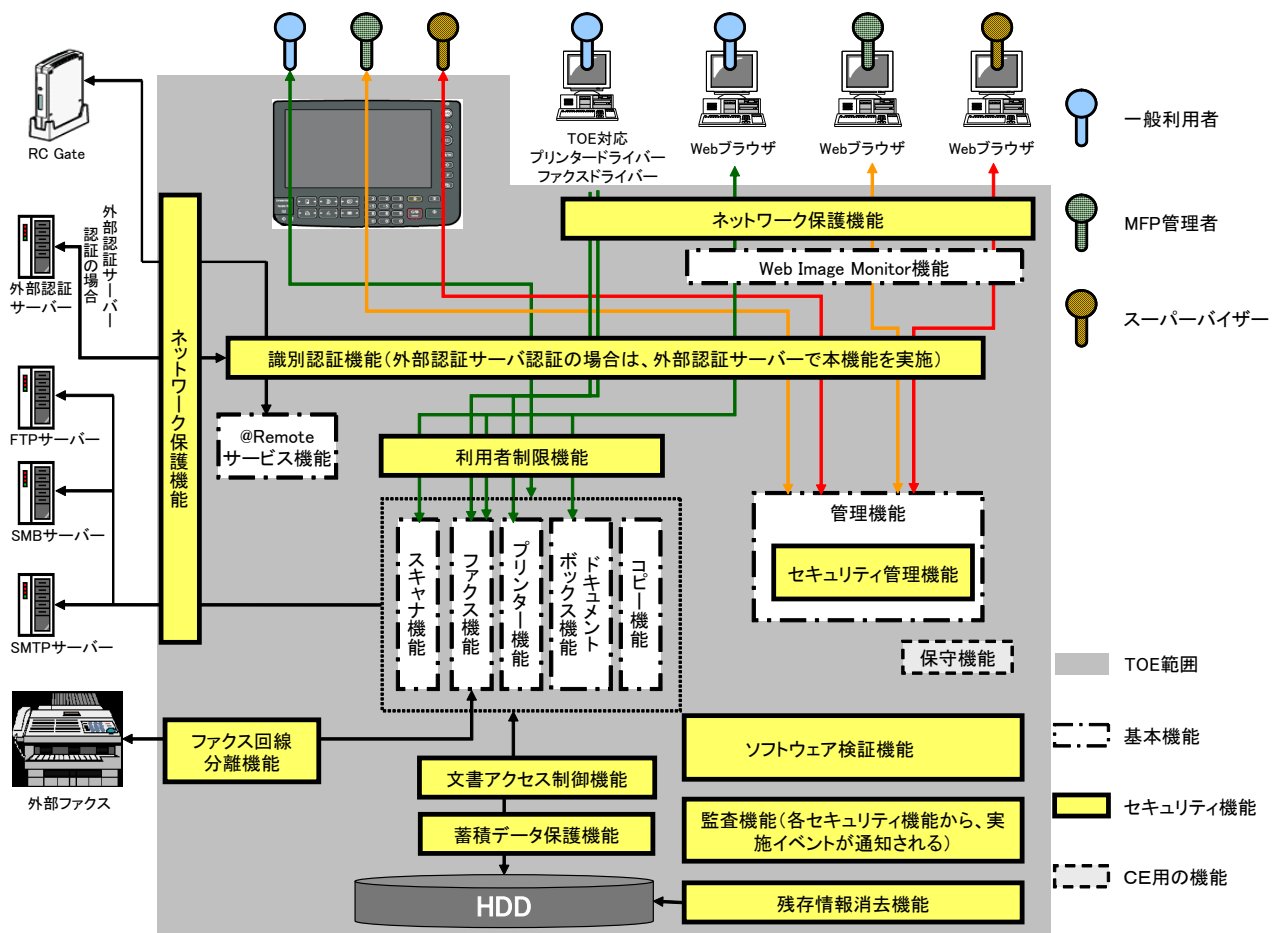 RC Gate
外部認証
サーバー
外部認証サーバー
認証の場合
FTPサーバー
SMBサーバー
SMTPサーバー
外部ファクス
TOE対応
プリンタードライバー
ファクスドライバー
Webブラウザ
Webブラウザ
Webブラウザ
一般利用者
MFP管理者
スーパーバイザー
ネットワーク保護機能
Web Image Monitor機能
ネットワーク保護機能
識別認証機能(外部認証サーバ認証の場合は、外部認証サーバーで本機能を実施)
@Remote
サービス機能
利用者制限機能
スキャナ機能
ファクス機能
プリンター機能
ドキュメント
ボックス機能
コピー機能
管理機能
セキュリティ管理機能
保守機能
ファクス回線
分離機能
文書アクセス制御機能
蓄積データ保護機能
HDD
ソフトウェア検証機能
監査機能(各セキュリティ機能から、実
施イベントが通知される)
残存情報消去機能
TOE範囲
基本機能
セキュリティ機能
CE用の機能